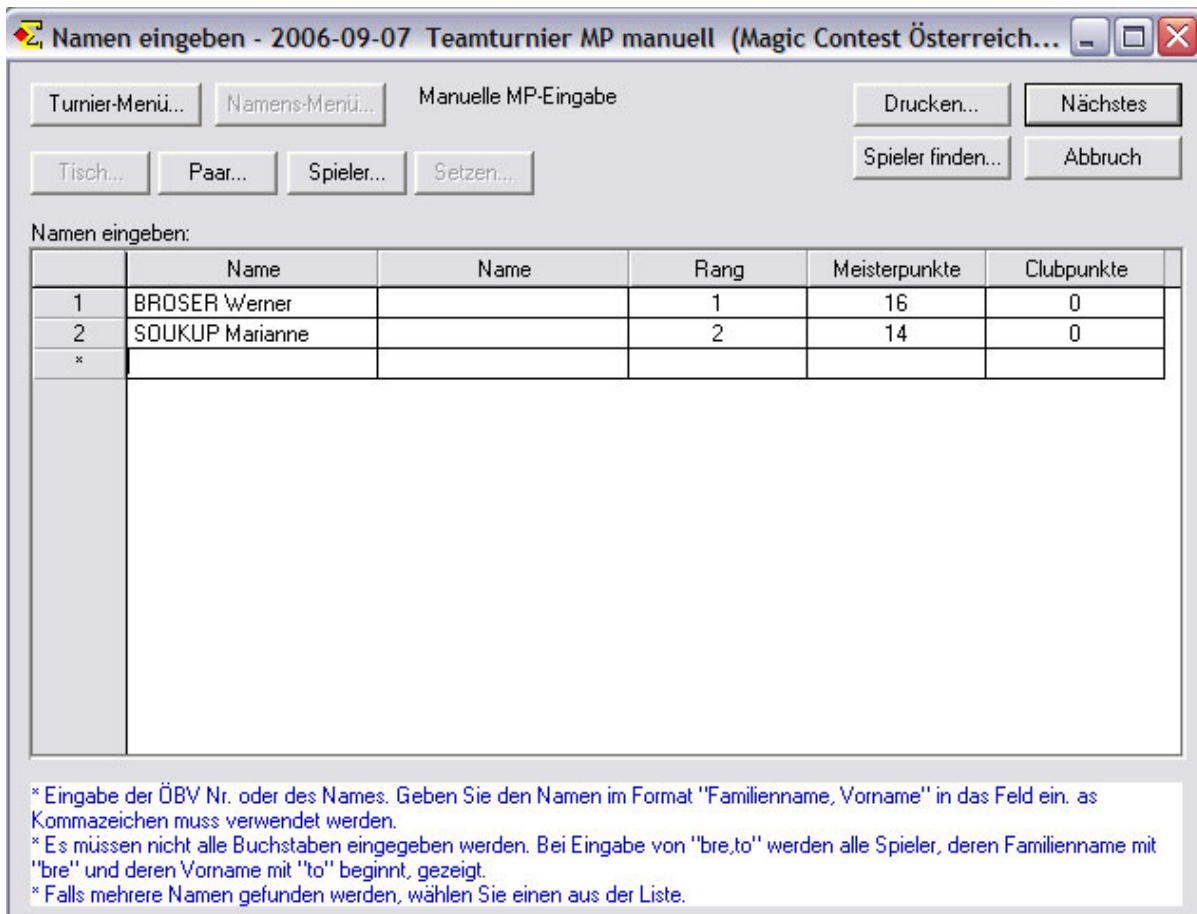 Namen eingeben - 2006-09-07 Teamturnier MP manuell (Magic Contest Österreich...
Turnier-Menü... Namens-Menü... Manuelle MP-Eingabe Drucken... Nächstes
Tisch... Paar... Spieler... Setzen... Spieler finden... Abbruch
Namen eingeben:
Name Name Rang Meisterpunkte Clubpunkte
1 BROSER Werner 1 16 0
2 SOUKUP Marianne 2 14 0
*
* Eingabe der ÖBV Nr. oder des Names. Geben Sie den Namen im Format "Familienname, Vorname" in das Feld ein. as
Kommazeichen muss verwendet werden.
* Es müssen nicht alle Buchstaben eingegeben werden. Bei Eingabe von "bre,to" werden alle Spieler, deren Familienname mit
"bre" und deren Vorname mit "to" beginnt, gezeigt.
* Falls mehrere Namen gefunden werden, wählen Sie einen aus der Liste.